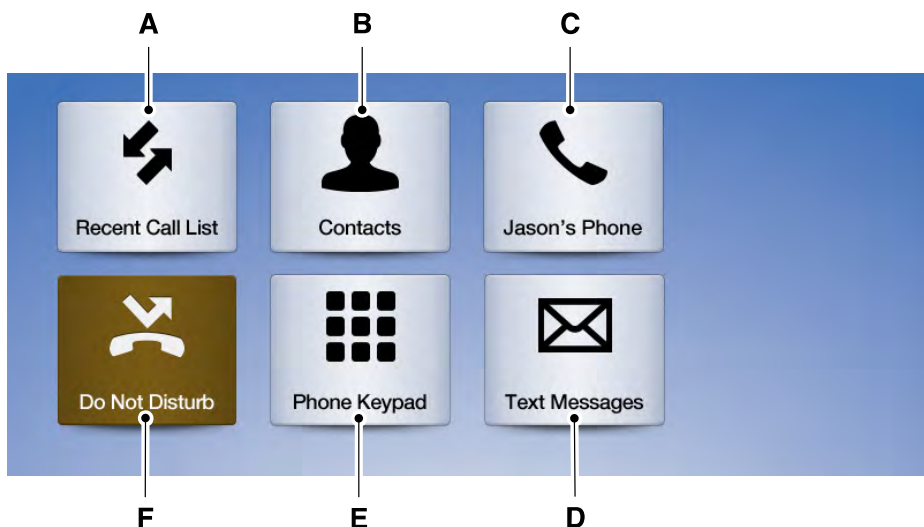 A B C
Recent Call List Contacts Jason's Phone
Do Not Disturb Phone Keypad Text Messages
F E D